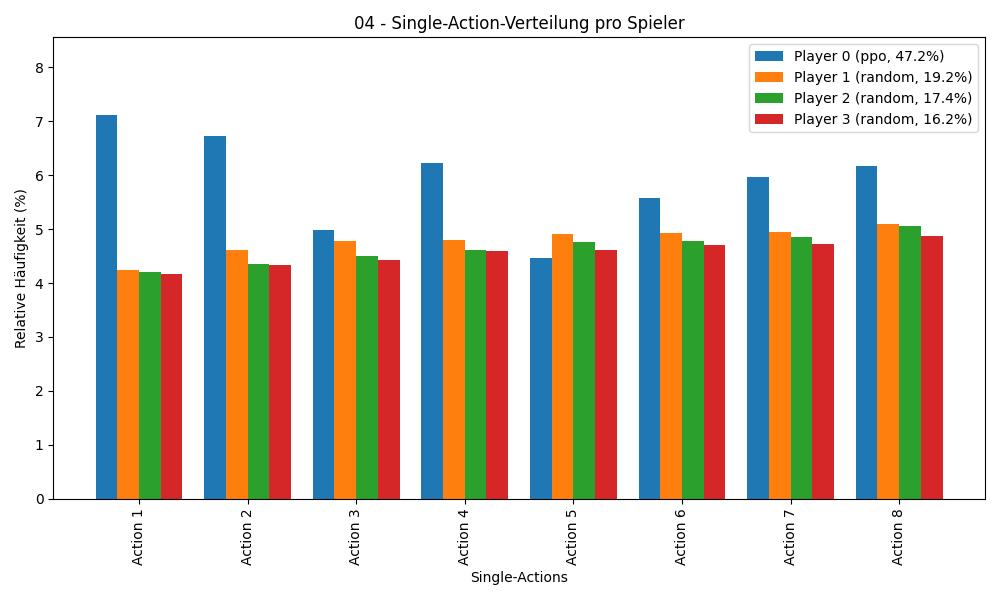 04 - Single-Action-Verteilung pro Spieler
Player 0 (ppo, 47.2%)
Player 1 (random, 19.2%)
Player 2 (random, 17.4%)
Player 3 (random, 16.2%)
Relative Häufigkeit (%)
8
7
6
5
4
3
2
1
0
Action 1
Action 2
Action 3
Action 4
Action 5
Action 6
Action 7
Action 8
Single-Actions